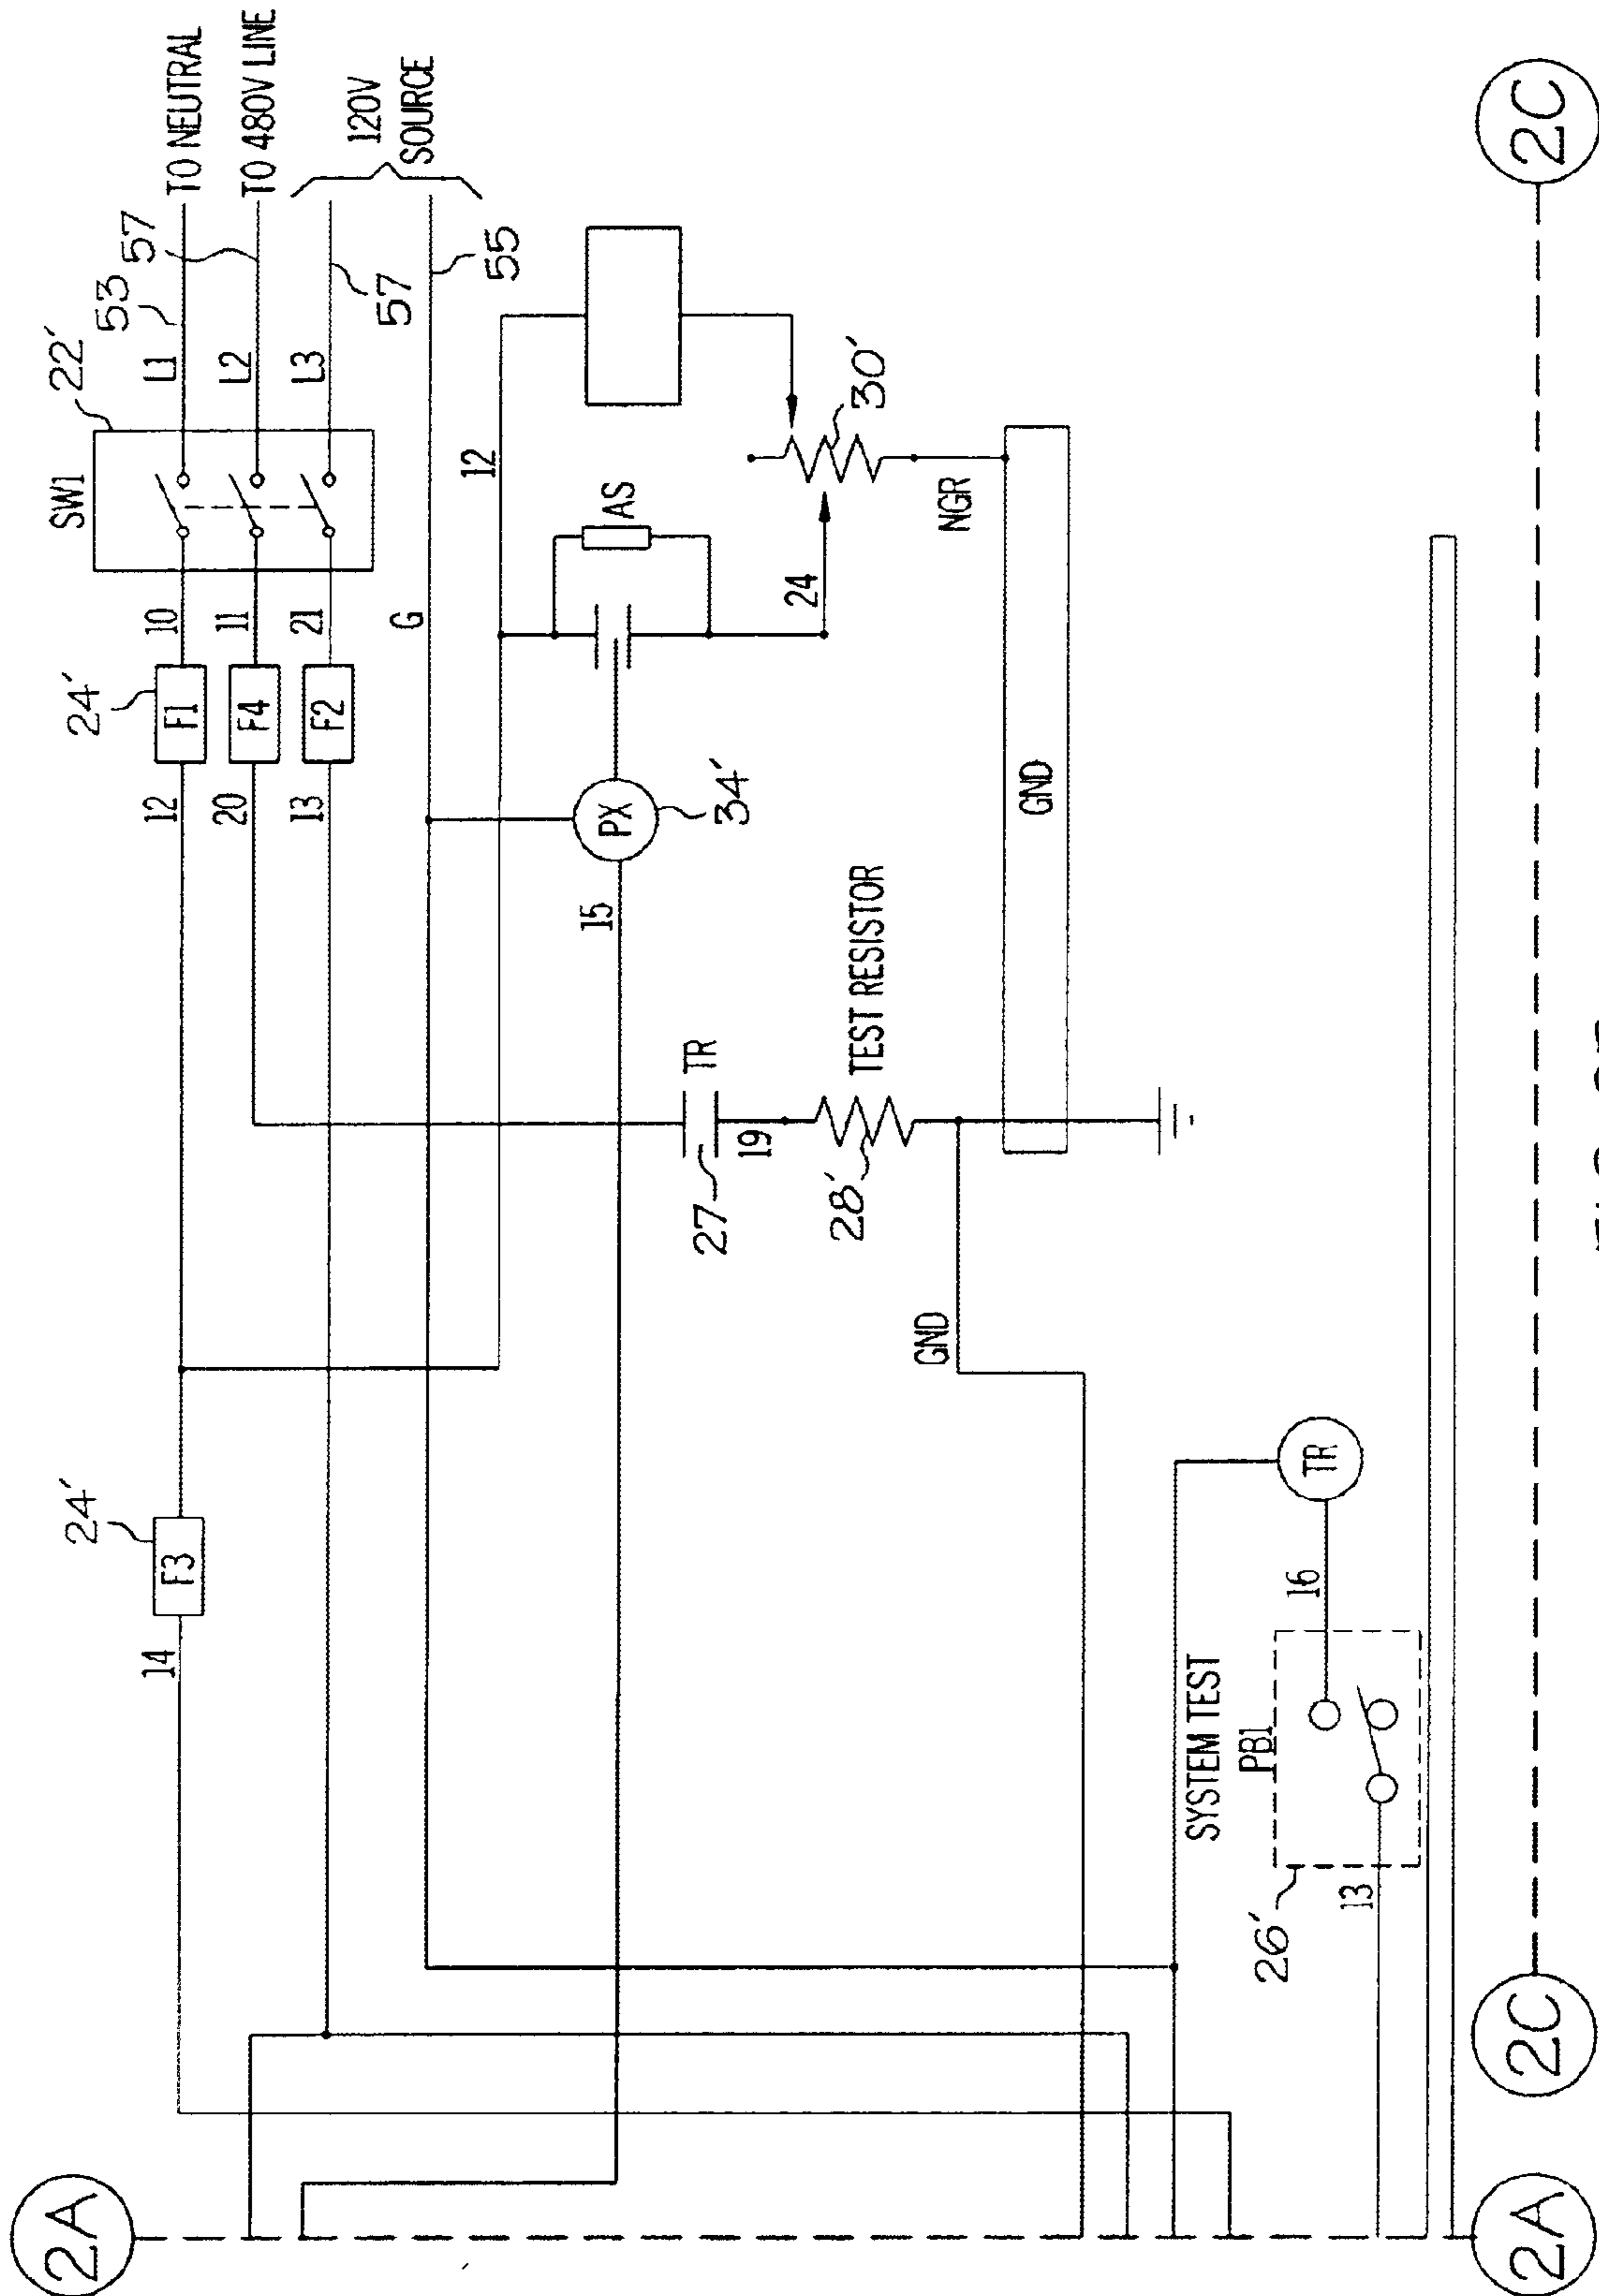 2A
2A
24'
F3
14
24'
22'
SW1
F1
10
12
F4
11
20
F2
21
13
L1
53
TO NEUTRAL
L2
57
TO 480V LINE
L3
57
120V
SOURCE
G
55
12
15
PX
34'
AS
24
30'
NGR
TR
27
19
TEST RESISTOR
28'
GND
GND
SYSTEM TEST
PB1
26'
13
16
TR
2C
2C